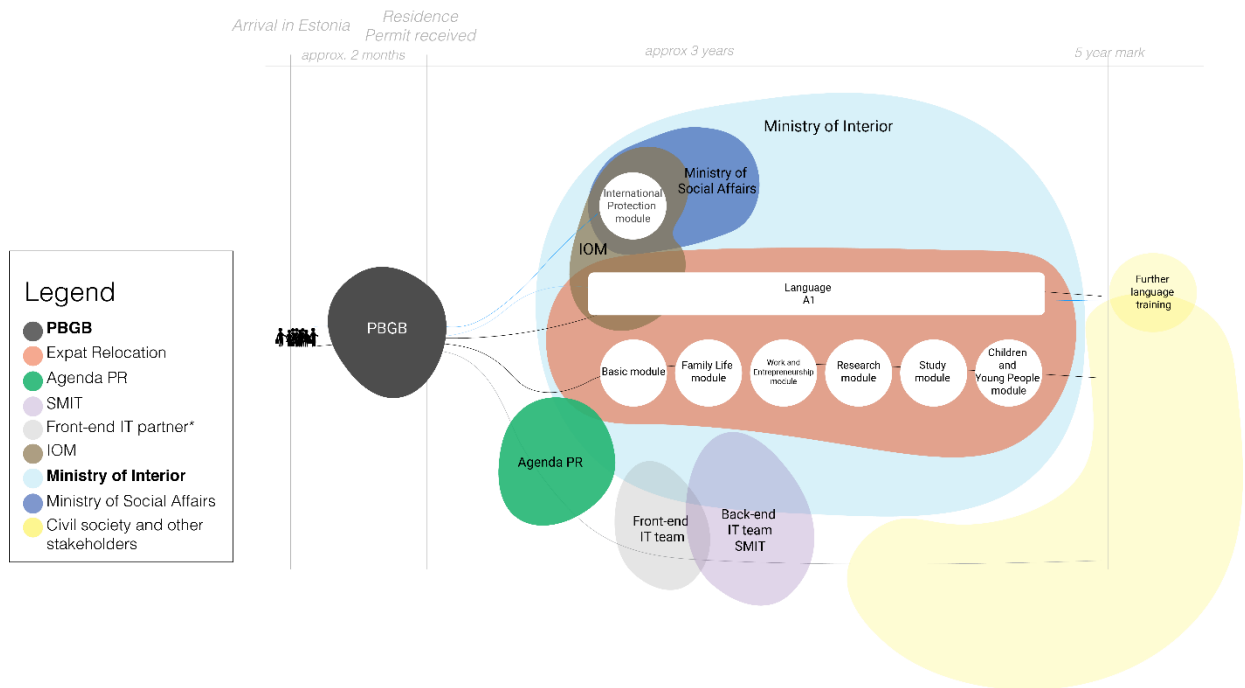 Arrival in Estonia
Residence
Permit received
approx. 2 months
approx 3 years
5 year mark
Ministry of Interior
Ministry of
Social Affairs
International
Protection
module
IOM
Language
A1
Further
language
training
PBGB
Basic module
Family Life
module
Work and
Entrepreneurship
module
Research
module
Study
module
Children
and
Young People
module
Agenda PR
Front-end
IT team
Back-end
IT team
SMIT
Legend
PBGB
Expat Relocation
Agenda PR
SMIT
Front-end IT partner*
IOM
Ministry of Interior
Ministry of Social Affairs
Civil society and other
stakeholders